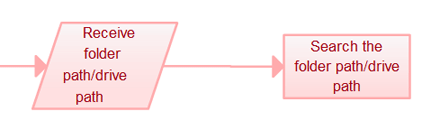 Receive
folder
path/drive
path
Search the
folder path/drive
path